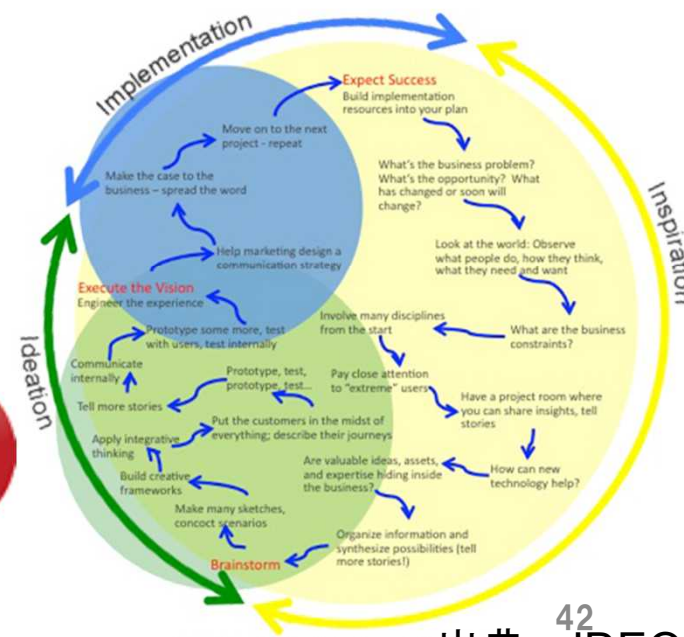 Implementation
Expect Success
Build implementation
resources into your plan
Move on to the next
project - repeat
What's the business problem?
What's the opportunity? What
has changed or soon will
change?
Make the case to the
business – spread the word
Inspiration
Look at the world: Observe
what people do, how they think,
what they need and want
Help marketing design a
communication strategy
Execute the Vision
Engineer the experience
Involve many disciplines
from the start
What are the business
constraints?
Prototype some more, test
with users, test internally
Ideation
Communicate
internally
Prototype, test,
prototype, test...
Pay close attention
to "extreme" users
Have a project room where
you can share insights, tell
stories
Tell more stories
Put the customers in the midst of
everything; describe their journeys
Apply integrative
thinking
Are valuable ideas, assets,
and expertise hiding inside
the business?
How can new
technology help?
Build creative
frameworks
Make many sketches,
concoct scenarios
Organize information and
synthesize possibilities (tell
more stories!)
Brainstorm
42